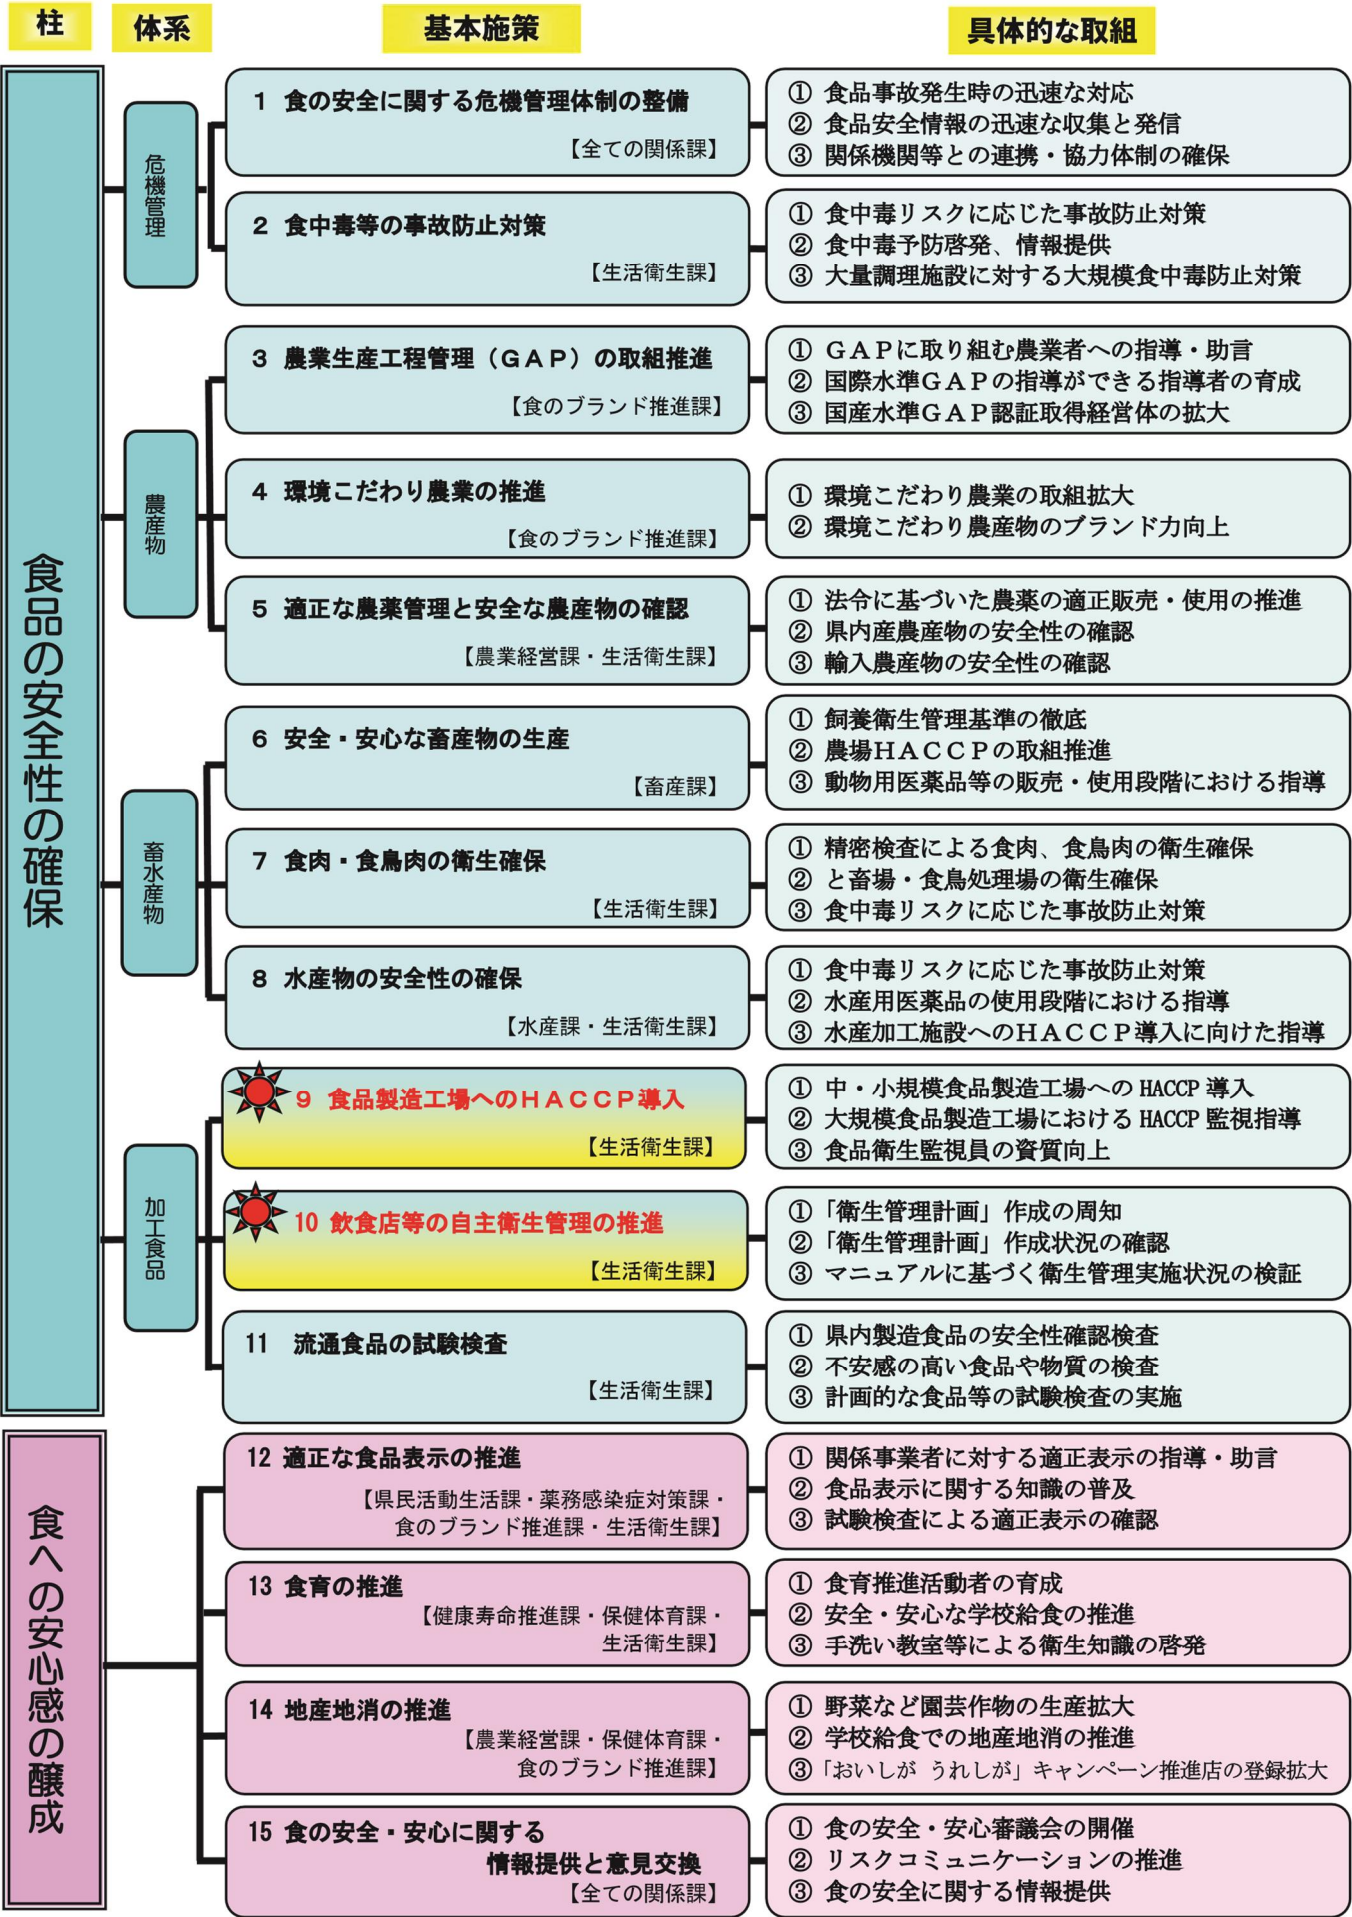 柱
体系
基本施策
具体的な取組
食品の安全性の確保
危機管理
1 食の安全に関する危機管理体制の整備
【全ての関係課】
① 食品事故発生時の迅速な対応
② 食品安全情報の迅速な収集と発信
③ 関係機関等との連携・協力体制の確保
2 食中毒等の事故防止対策
【生活衛生課】
① 食中毒リスクに応じた事故防止対策
② 食中毒予防啓発、情報提供
③ 大量調理施設に対する大規模食中毒防止対策
農産物
3 農業生産工程管理（ＧＡＰ）の取組推進
【食のブランド推進課】
① ＧＡＰに取り組む農業者への指導・助言
② 国際水準ＧＡＰの指導ができる指導者の育成
③ 国産水準ＧＡＰ認証取得経営体の拡大
4 環境こだわり農業の推進
【食のブランド推進課】
① 環境こだわり農業の取組拡大
② 環境こだわり農産物のブランド力向上
5 適正な農薬管理と安全な農産物の確認
【農業経営課・生活衛生課】
① 法令に基づいた農薬の適正販売・使用の推進
② 県内産農産物の安全性の確認
③ 輸入農産物の安全性の確認
畜水産物
6 安全・安心な畜産物の生産
【畜産課】
① 飼養衛生管理基準の徹底
② 農場ＨＡＣＣＰの取組推進
③ 動物用医薬品等の販売・使用段階における指導
7 食肉・食鳥肉の衛生確保
【生活衛生課】
① 精密検査による食肉、食鳥肉の衛生確保
② と畜場・食鳥処理場の衛生確保
③ 食中毒リスクに応じた事故防止対策
8 水産物の安全性の確保
【水産課・生活衛生課】
① 食中毒リスクに応じた事故防止対策
② 水産用医薬品の使用段階における指導
③ 水産加工施設へのＨＡＣＣＰ導入に向けた指導
加工食品
9 食品製造工場へのＨＡＣＣＰ導入
【生活衛生課】
① 中・小規模食品製造工場への HACCP 導入
② 大規模食品製造工場における HACCP 監視指導
③ 食品衛生監視員の資質向上
10 飲食店等の自主衛生管理の推進
【生活衛生課】
①「衛生管理計画」作成の周知
②「衛生管理計画」作成状況の確認
③ マニュアルに基づく衛生管理実施状況の検証
11 流通食品の試験検査
【生活衛生課】
① 県内製造食品の安全性確認検査
② 不安感の高い食品や物質の検査
③ 計画的な食品等の試験検査の実施
食への安心感の醸成
12 適正な食品表示の推進
【県民活動生活課・薬務感染症対策課・
食のブランド推進課・生活衛生課】
① 関係事業者に対する適正表示の指導・助言
② 食品表示に関する知識の普及
③ 試験検査による適正表示の確認
13 食育の推進
【健康寿命推進課・保健体育課・
生活衛生課】
① 食育推進活動者の育成
② 安全・安心な学校給食の推進
③ 手洗い教室等による衛生知識の啓発
14 地産地消の推進
【農業経営課・保健体育課・
食のブランド推進課】
① 野菜など園芸作物の生産拡大
② 学校給食での地産地消の推進
③「おいしが うれしが」キャンペーン推進店の登録拡大
15 食の安全・安心に関する
情報提供と意見交換
【全ての関係課】
① 食の安全・安心審議会の開催
② リスクコミュニケーションの推進
③ 食の安全に関する情報提供